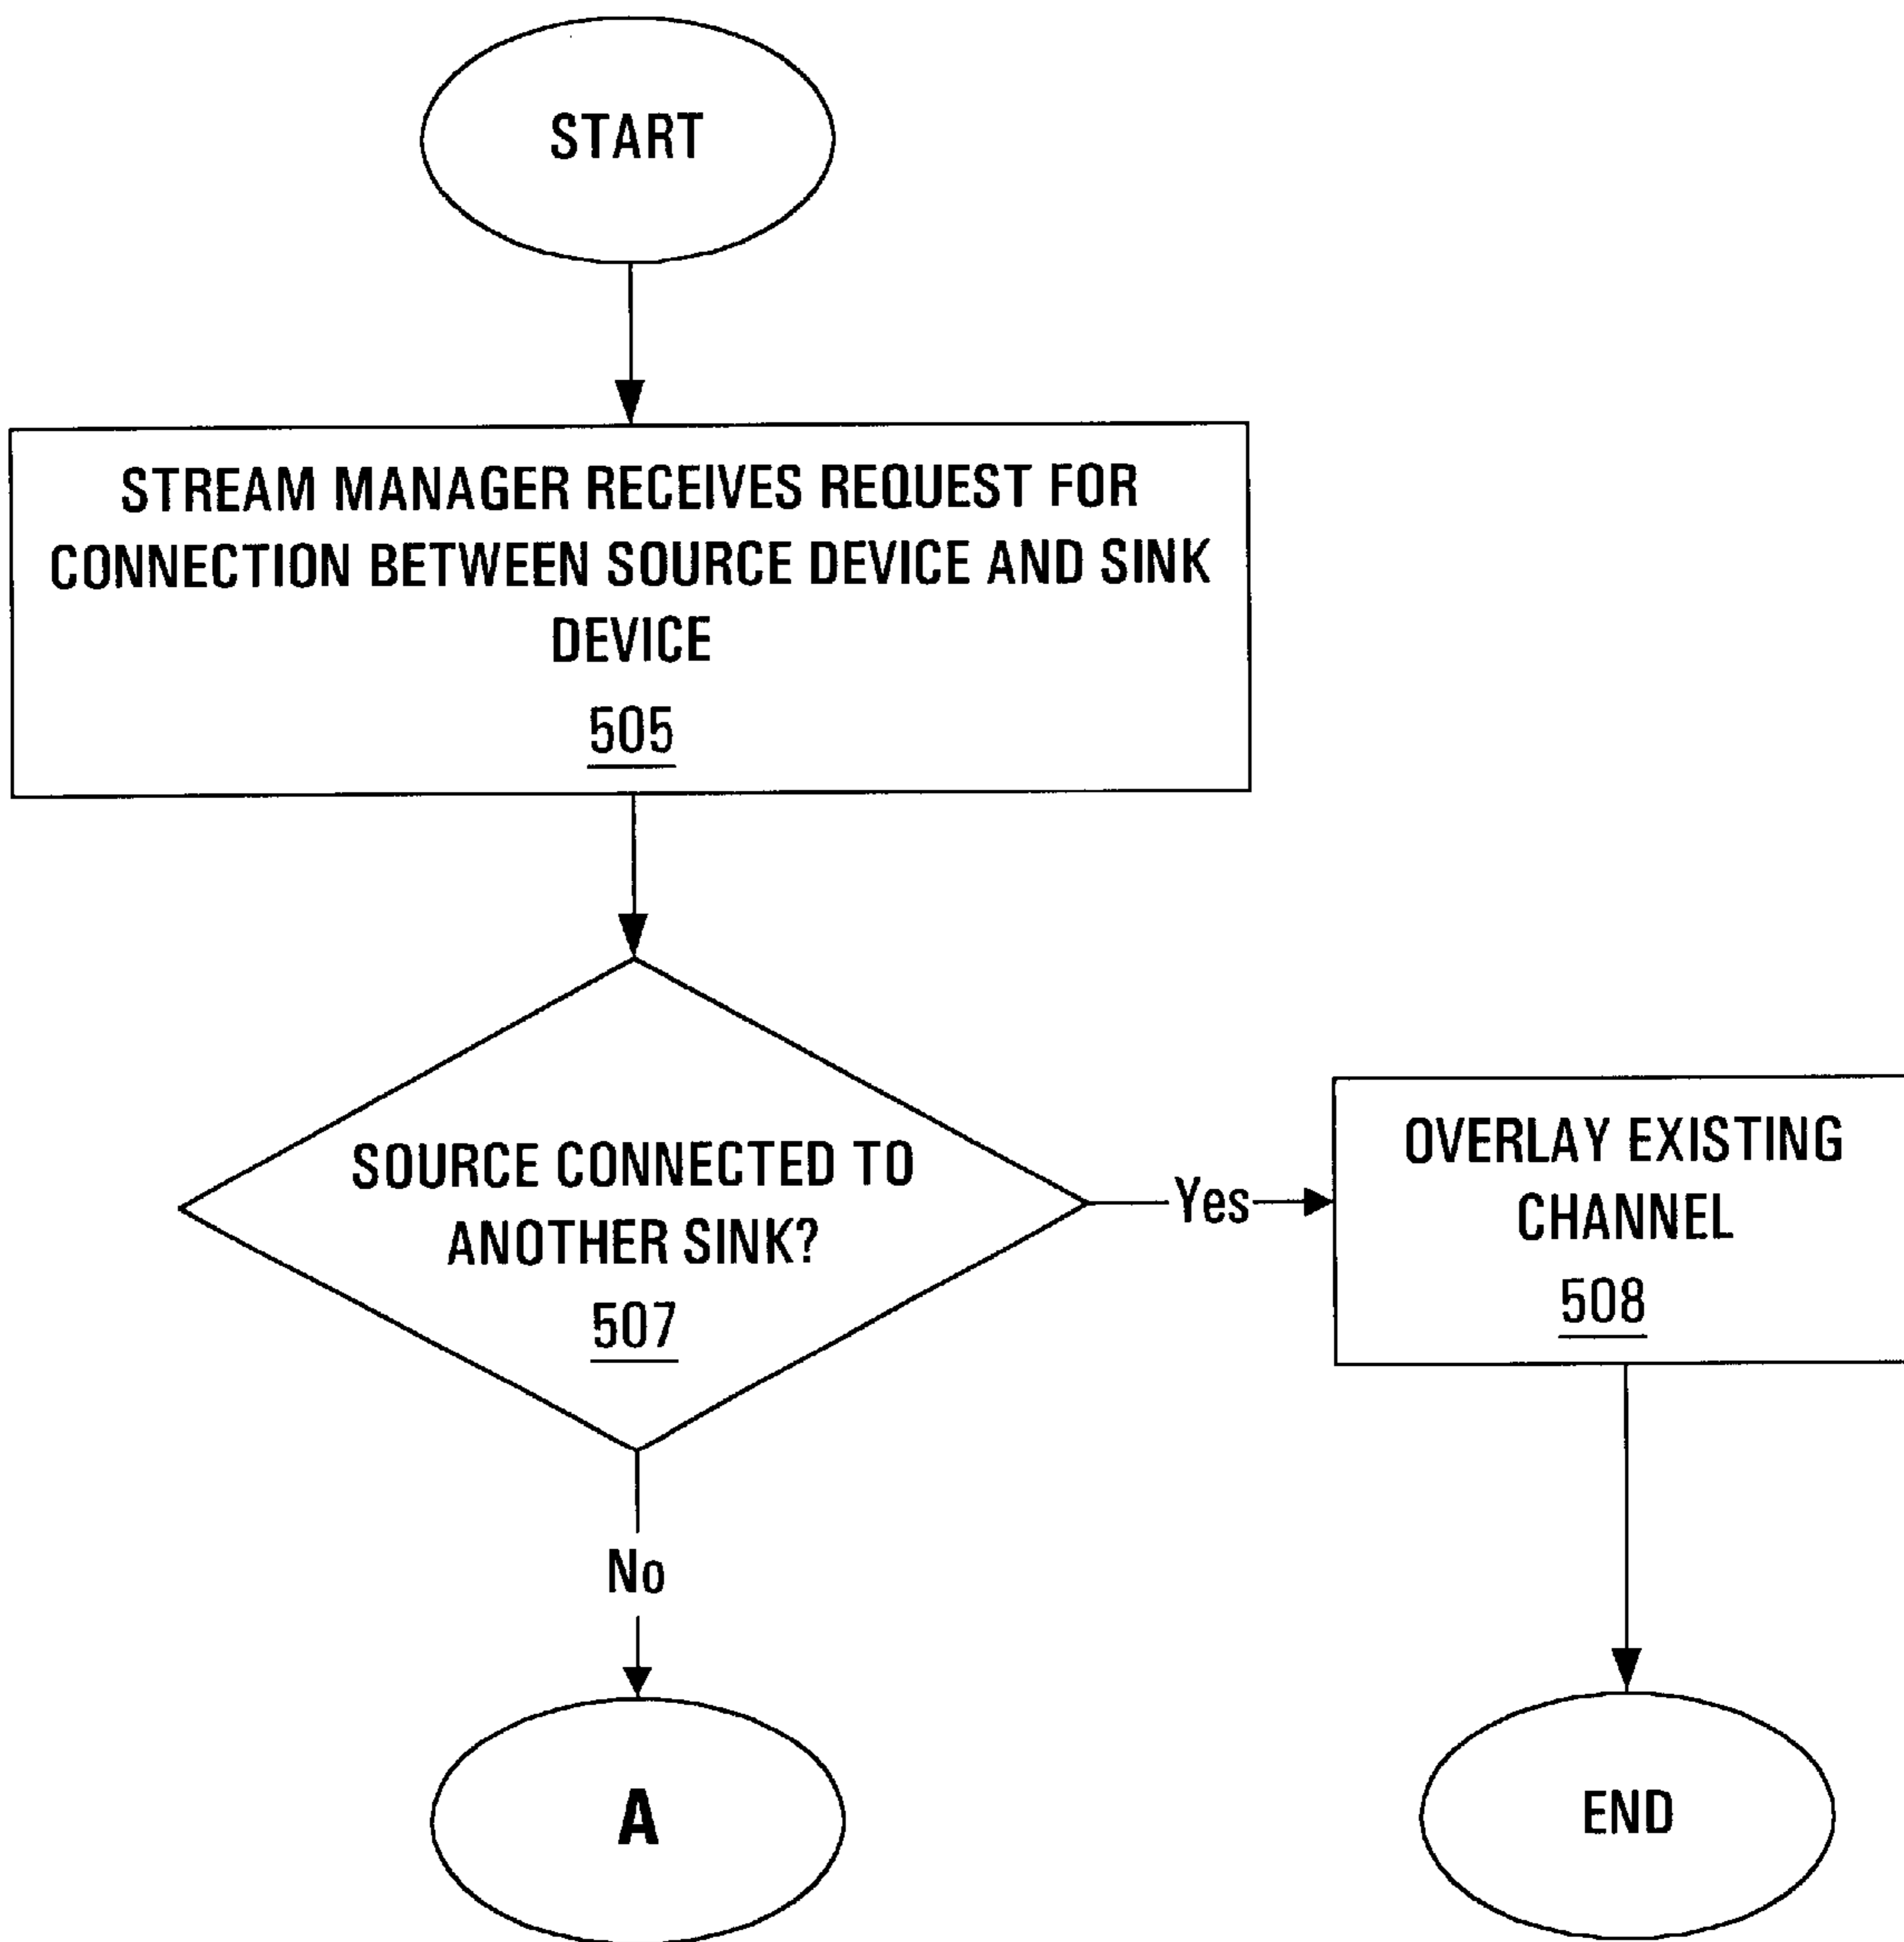 START
STREAM MANAGER RECEIVES REQUEST FOR
CONNECTION BETWEEN SOURCE DEVICE AND SINK
DEVICE
505
SOURCE CONNECTED TO
ANOTHER SINK?
507
Yes
OVERLAY EXISTING
CHANNEL
508
No
A
END